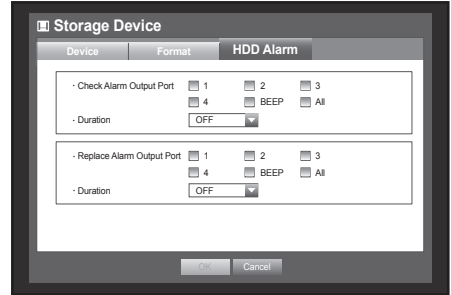 Storage Device
Device Format HDD Alarm
· Check Alarm Output Port 1 2 3
4 BEEP All
· Duration OFF
· Replace Alarm Output Port 1 2 3
4 BEEP All
· Duration OFF
OK Cancel